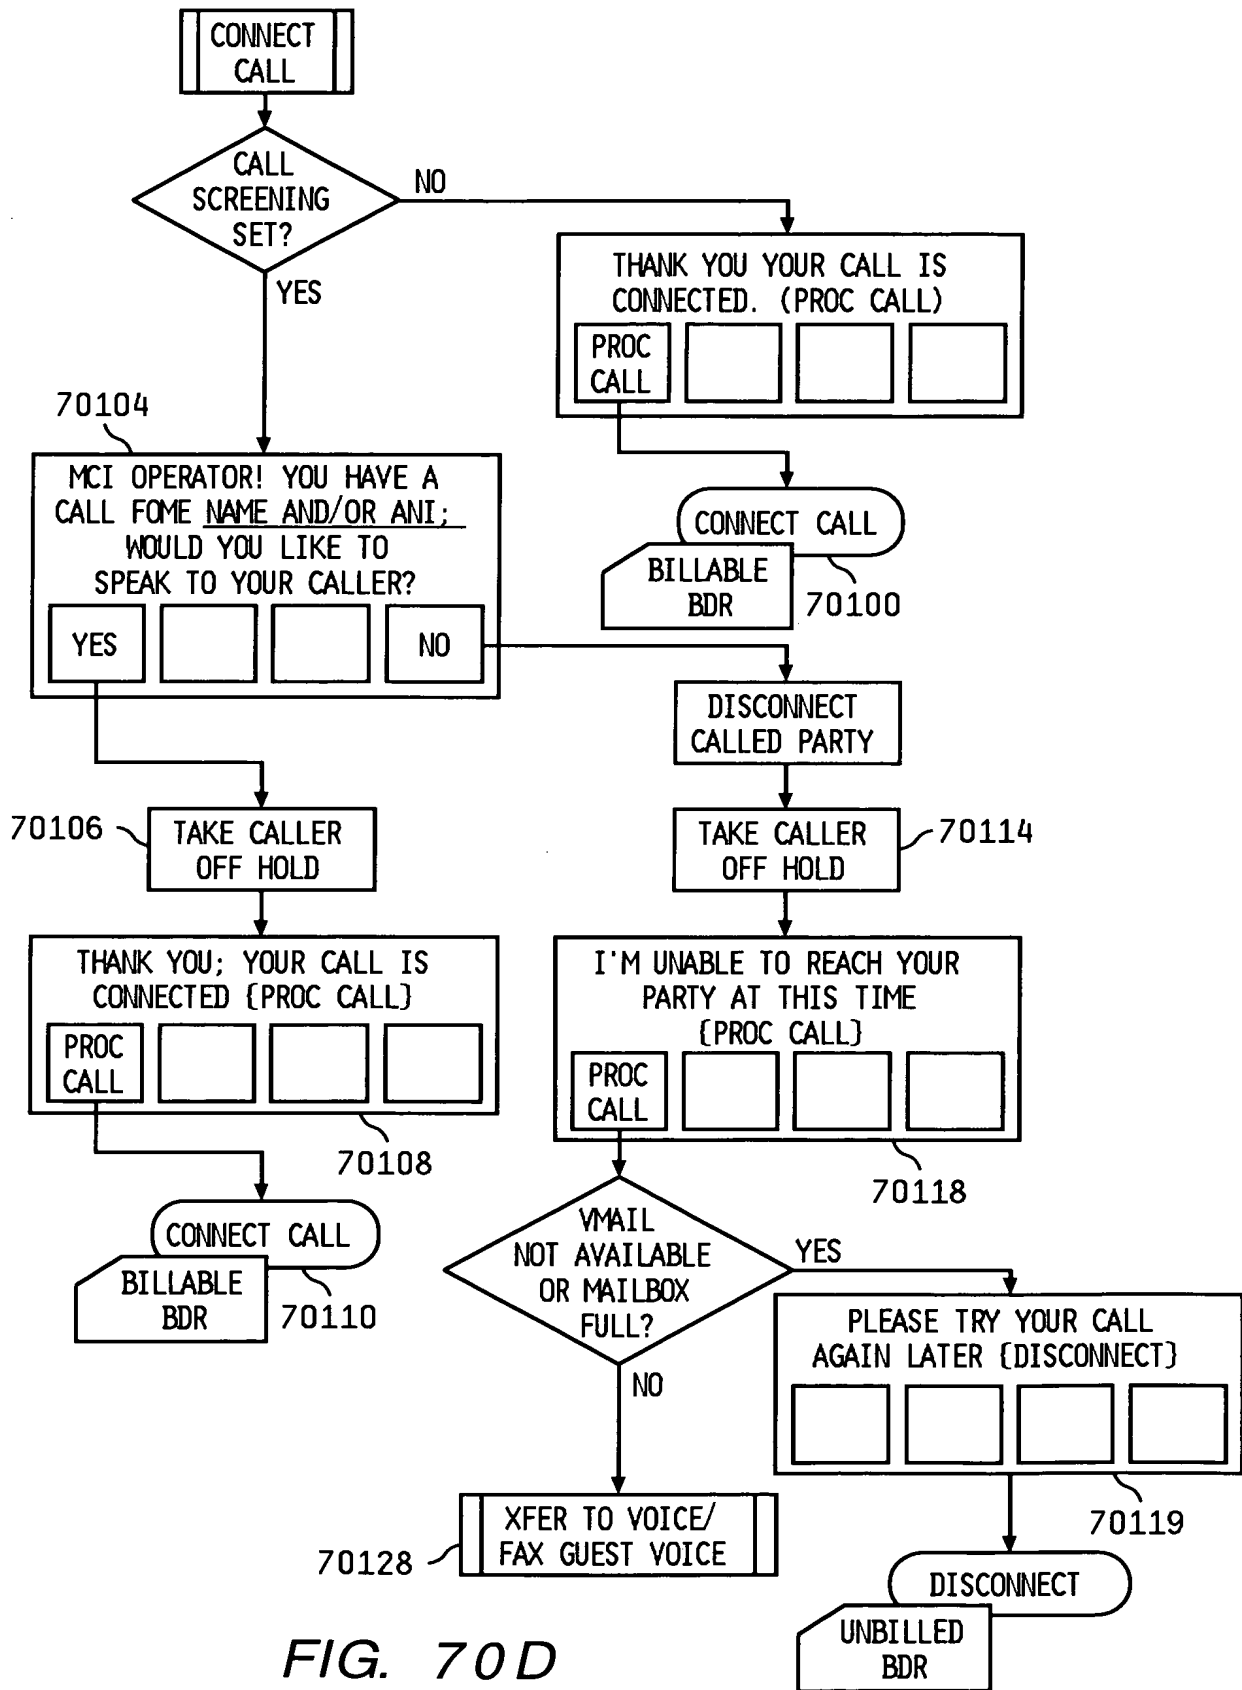 CONNECT
CALL
CALL
SCREENING
SET?
NO
YES
THANK YOU YOUR CALL IS
CONNECTED. (PROC CALL)
PROC
CALL
CONNECT CALL
BILLABLE
BDR
70100
70104
MCI OPERATOR! YOU HAVE A
CALL FOME NAME AND/OR ANI;
WOULD YOU LIKE TO
SPEAK TO YOUR CALLER?
YES
NO
DISCONNECT
CALLED PARTY
70106
TAKE CALLER
OFF HOLD
TAKE CALLER
OFF HOLD
70114
THANK YOU; YOUR CALL IS
CONNECTED {PROC CALL}
PROC
CALL
70108
CONNECT CALL
BILLABLE
BDR
70110
I'M UNABLE TO REACH YOUR
PARTY AT THIS TIME
{PROC CALL}
PROC
CALL
70118
VMAIL
NOT AVAILABLE
OR MAILBOX
FULL?
YES
NO
PLEASE TRY YOUR CALL
AGAIN LATER {DISCONNECT}
70119
XFER TO VOICE/
FAX GUEST VOICE
70128
DISCONNECT
UNBILLED
BDR
FIG. 70D